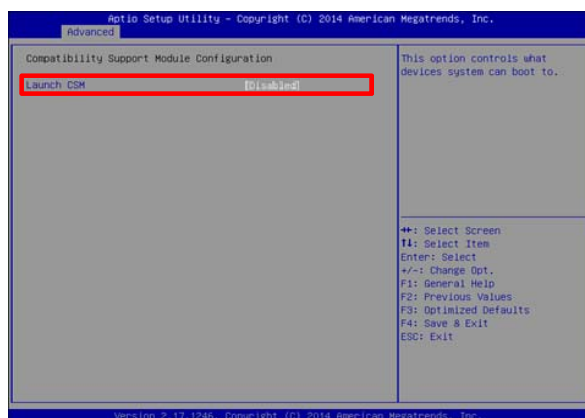 Aptio Setup Utility – Copyright (C) 2014 American Megatrends, Inc.
Advanced
Compatibility Support Module Configuration
Launch CSM [Disabled]
This option controls what
devices system can boot to.
++: Select Screen
↑↓: Select Item
Enter: Select
+/-: Change Opt.
F1: General Help
F2: Previous Values
F3: Optimized Defaults
F4: Save & Exit
ESC: Exit
Version 2.17.1246. Copyright (C) 2014 American Megatrends, Inc.